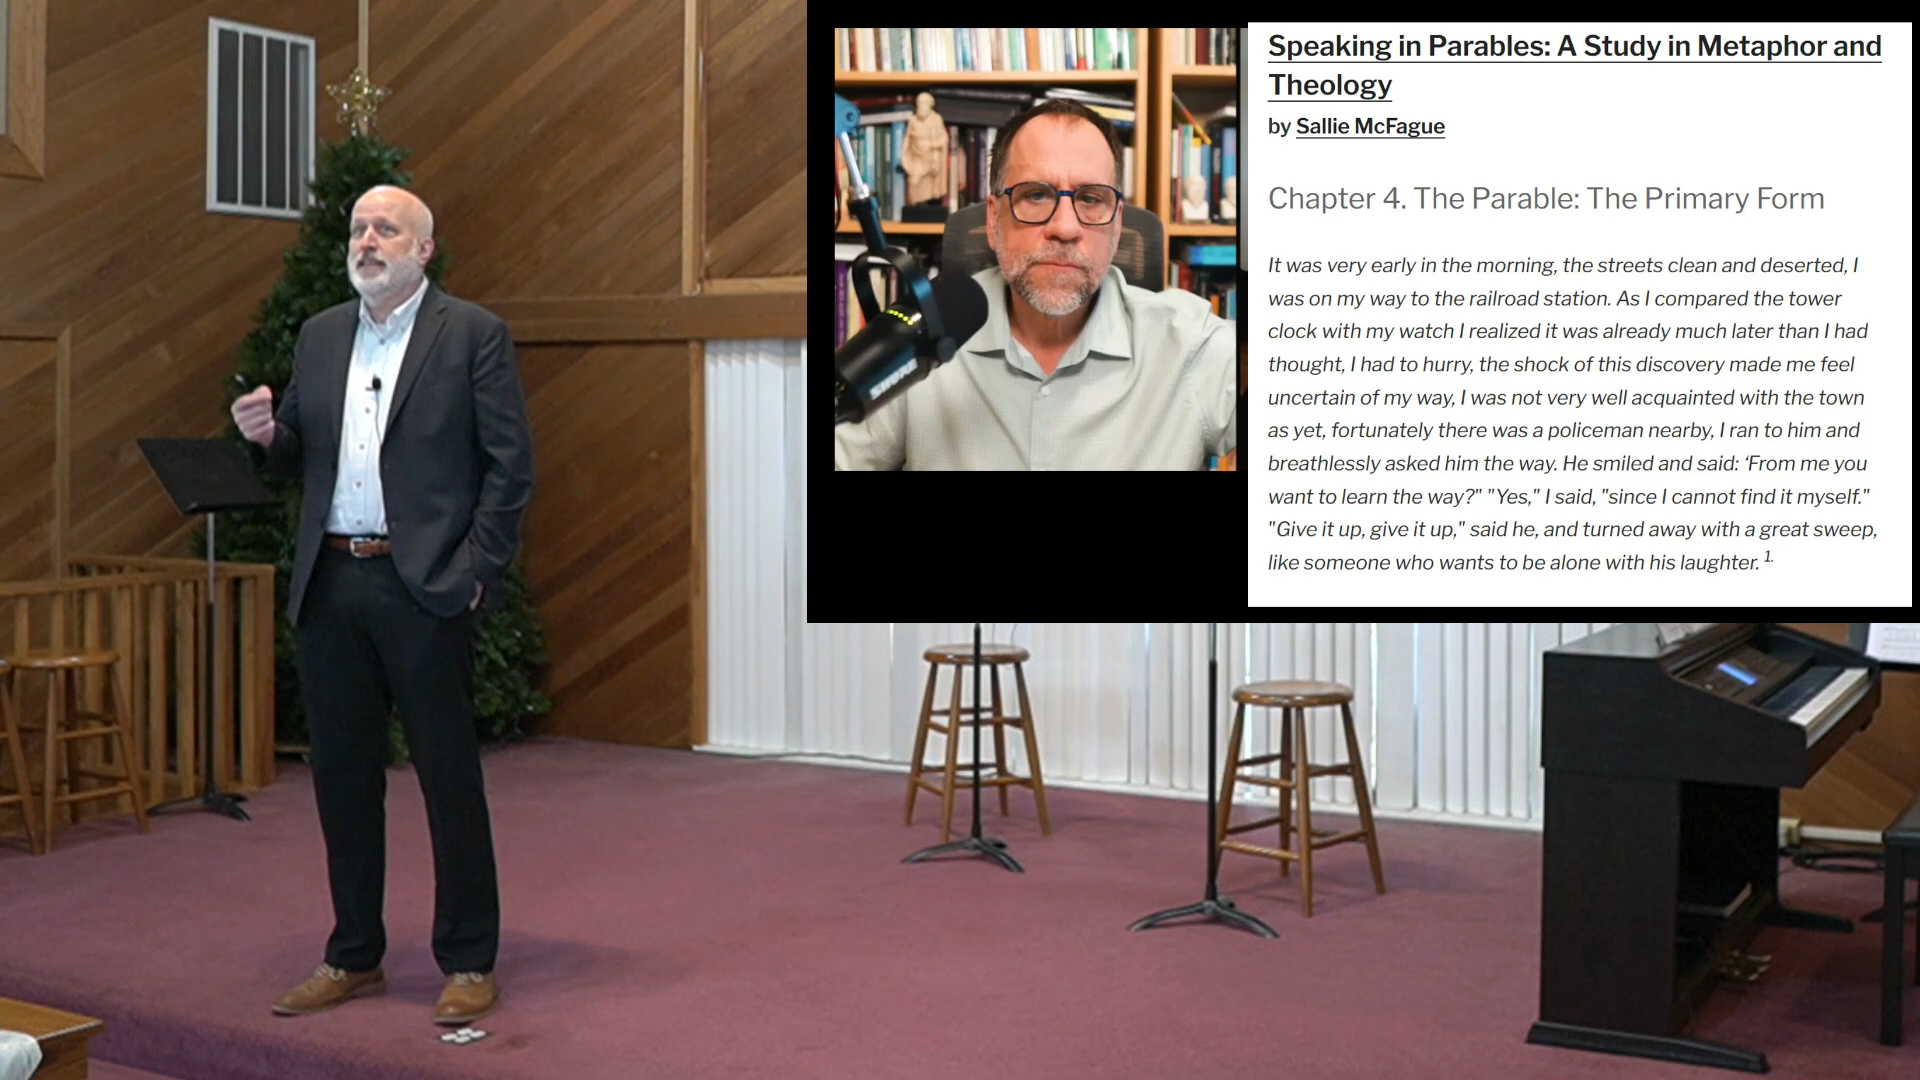 Speaking in Parables: A Study in Metaphor and
Theology
by Sallie McFague
Chapter 4. The Parable: The Primary Form
It was very early in the morning, the streets clean and deserted, I
was on my way to the railroad station. As I compared the tower
clock with my watch I realized it was already much later than I had
thought, I had to hurry, the shock of this discovery made me feel
uncertain of my way, I was not very well acquainted with the town
as yet, fortunately there was a policeman nearby, I ran to him and
breathlessly asked him the way. He smiled and said: ‘From me you
want to learn the way?" "Yes," I said, "since I cannot find it myself."
"Give it up, give it up," said he, and turned away with a great sweep,
like someone who wants to be alone with his laughter. 1.
SHURE